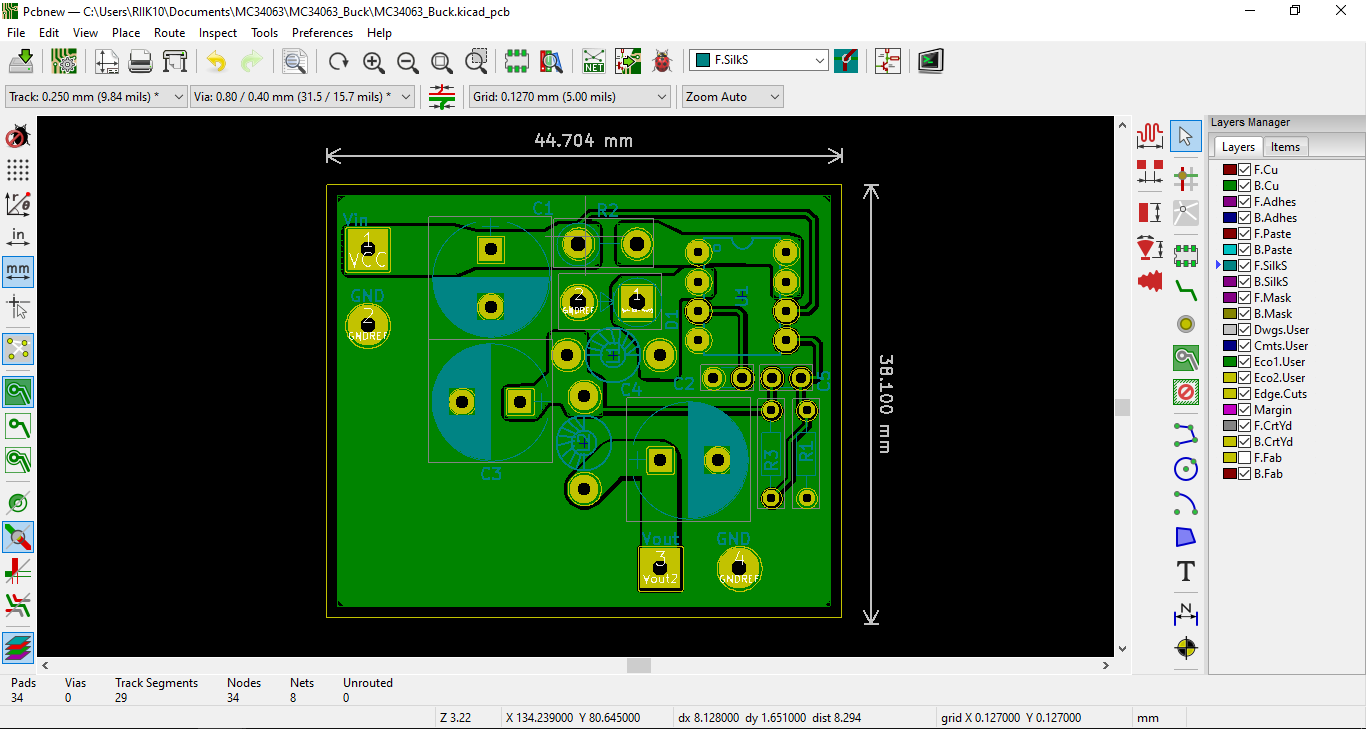 Pcbnew — C:\Users\RIIK10\Documents\MC34063\MC34063_Buck\MC34063_Buck.kicad_pcb
File Edit View Place Route Inspect Tools Preferences Help
NET
F.SilkS
Track: 0.250 mm (9.84 mils) * Via: 0.80 / 0.40 mm (31.5 / 15.7 mils) * Grid: 0.1270 mm (5.00 mils) Zoom Auto
in
mm
44.704 mm
38.100 mm
Vin
1
VCC
GND
2
GNDREF
C1
R2
2
GNDREF
1
D1
U1
C2
C4
C3
R3
R1
Vout
3
Vout2
GND
4
GNDREF
T
N
Layers Manager
Layers Items
F.Cu
B.Cu
F.Adhes
B.Adhes
F.Paste
B.Paste
F.SilkS
B.SilkS
F.Mask
B.Mask
Dwgs.User
Cmts.User
Eco1.User
Eco2.User
Edge.Cuts
Margin
F.CrtYd
B.CrtYd
F.Fab
B.Fab
Pads Vias Track Segments Nodes Nets Unrouted
34 0 29 34 8 0
Z 3.22 X 134.239000 Y 80.645000 dx 8.128000 dy 1.651000 dist 8.294 grid X 0.127000 Y 0.127000 mm